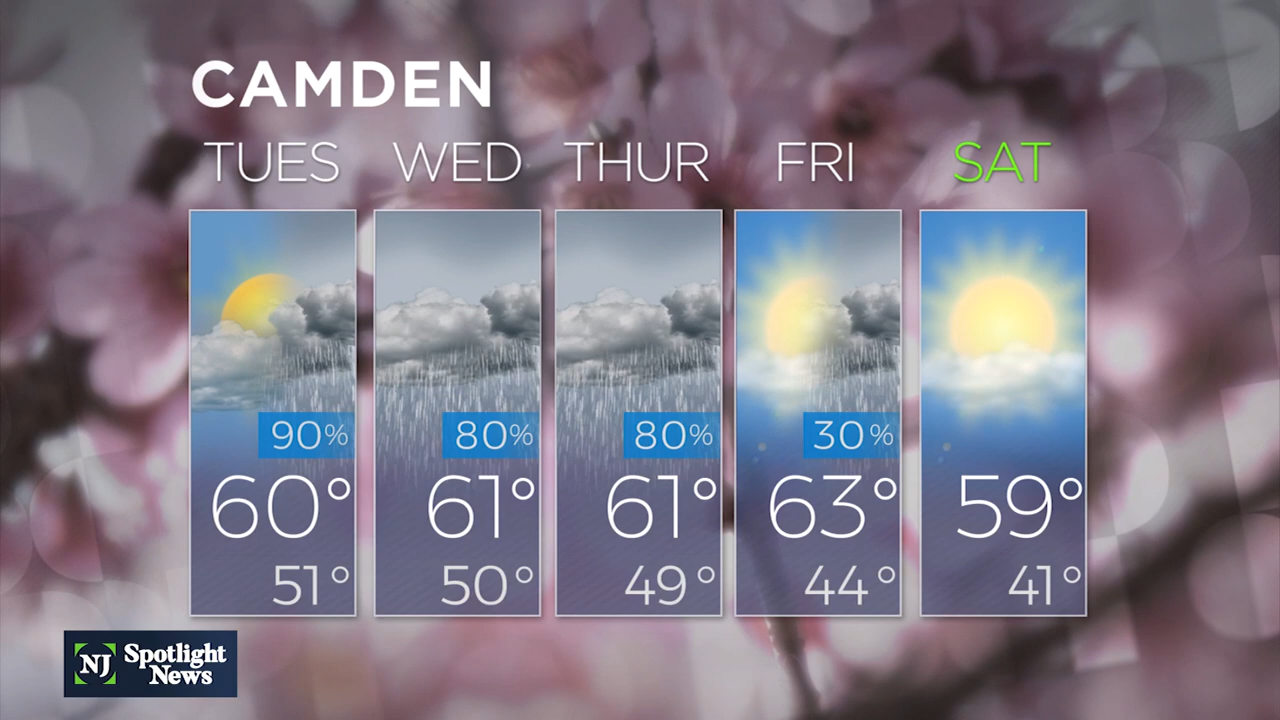 CAMDEN
TUES WED THUR FRI SAT
90% 80% 80% 30%
60° 61° 61° 63° 59°
51° 50° 49° 44° 41°
NJ Spotlight
News